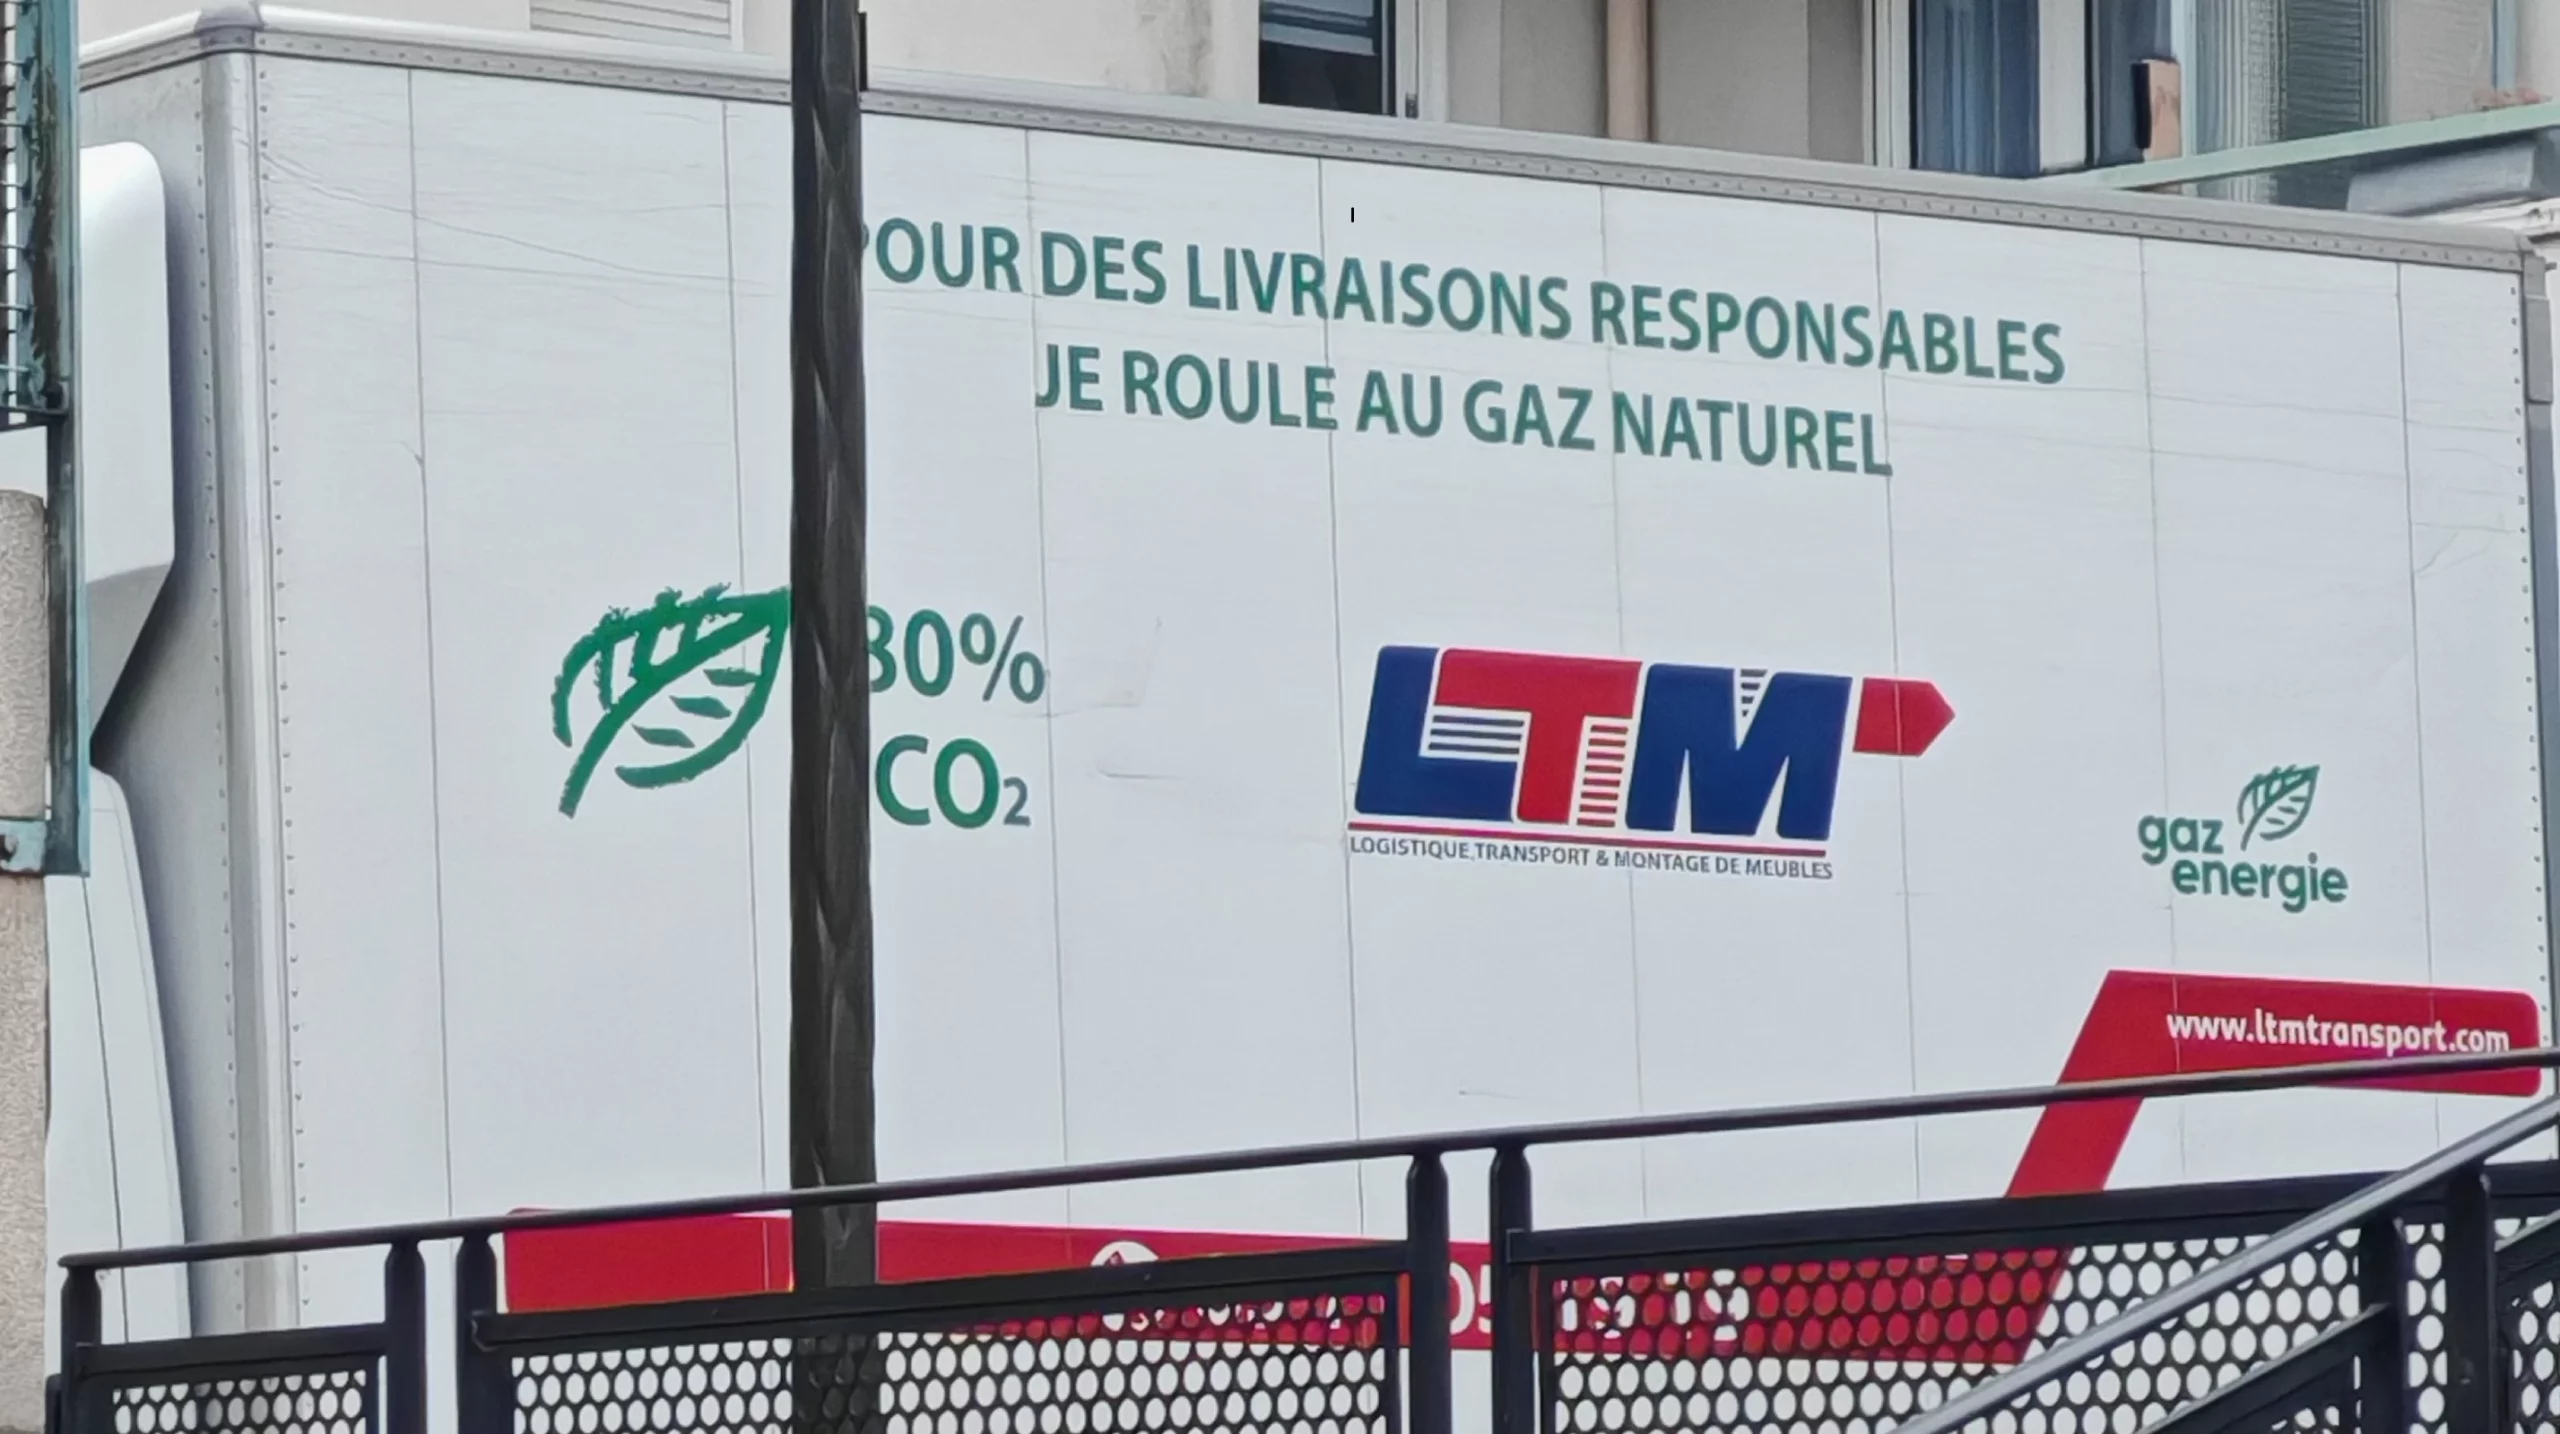 POUR DES LIVRAISONS RESPONSABLES
JE ROULE AU GAZ NATUREL
CO2
LTM
LOGISTIQUE, TRANSPORT & MONTAGE DE MEUBLES
gaz
energie
www.ltmtransport.com